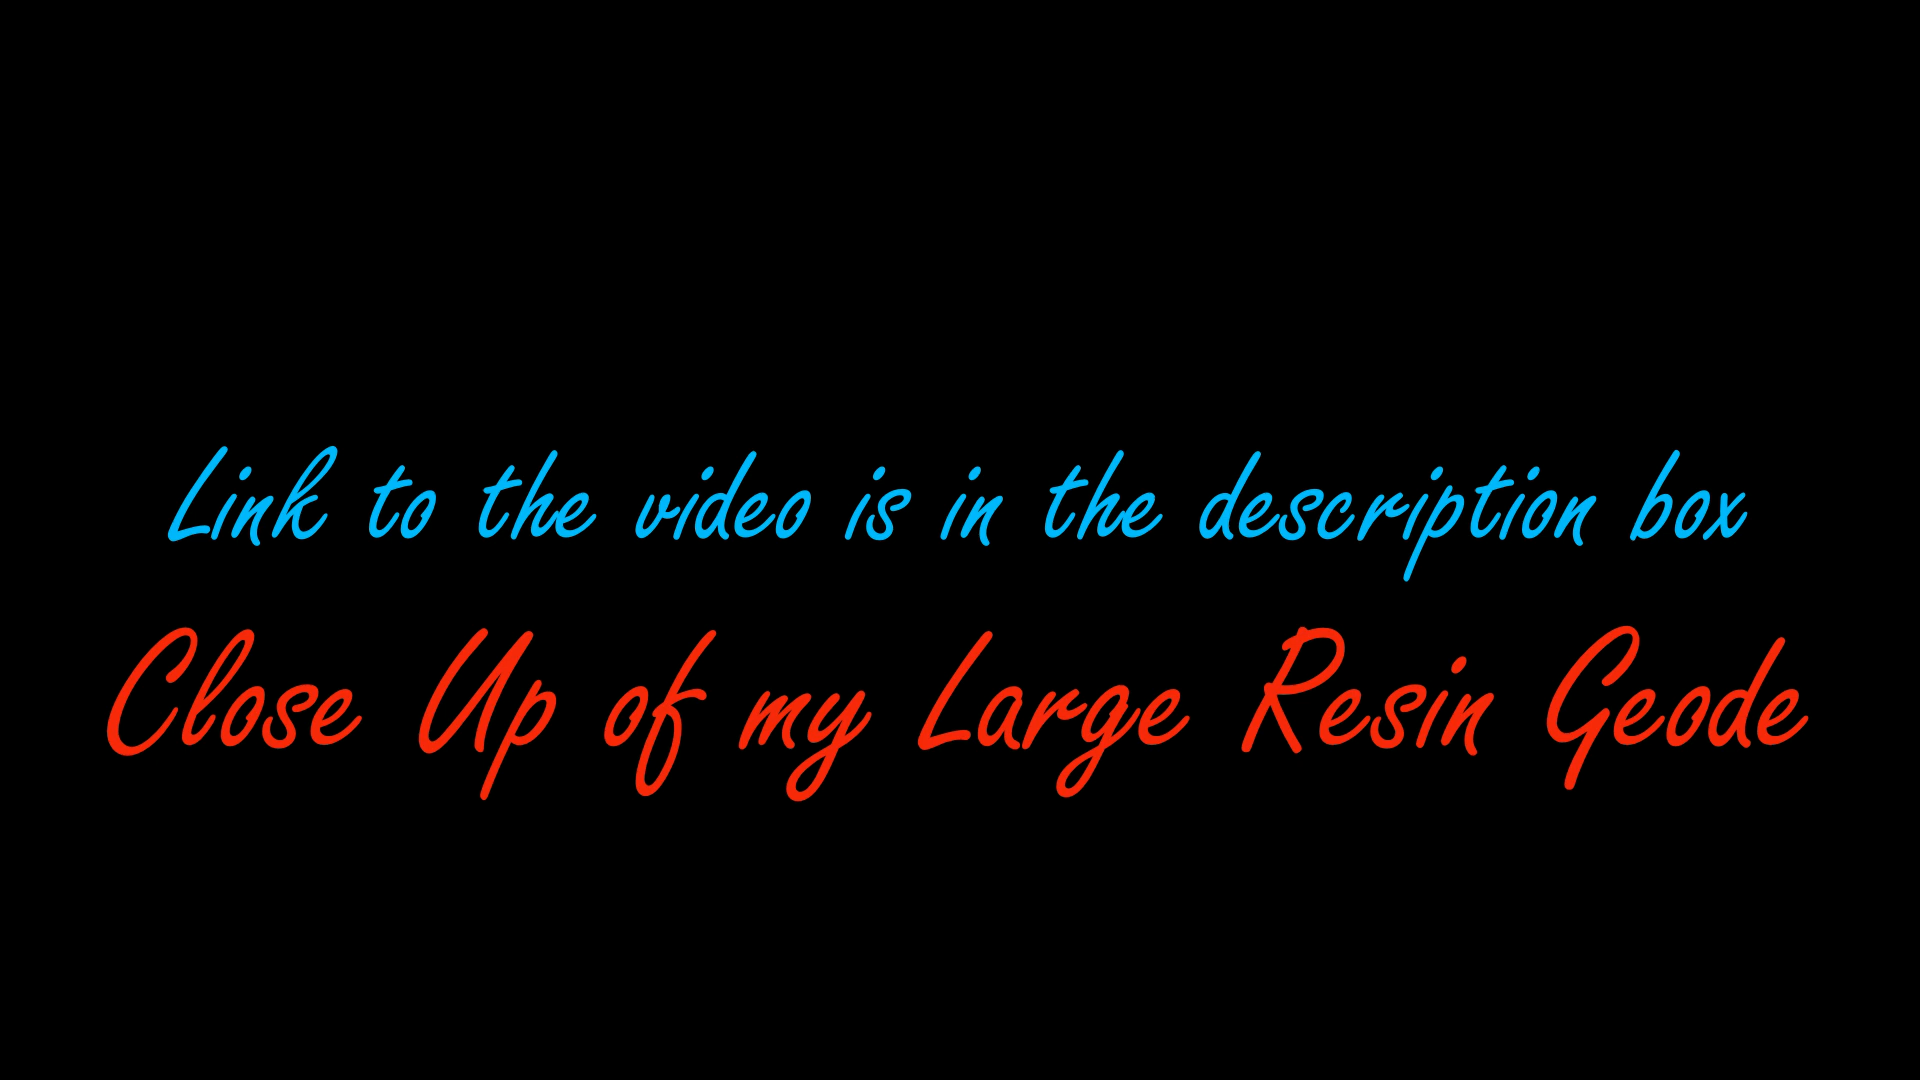 Link to the video is in the description box
Close Up of my Large Resin Geode